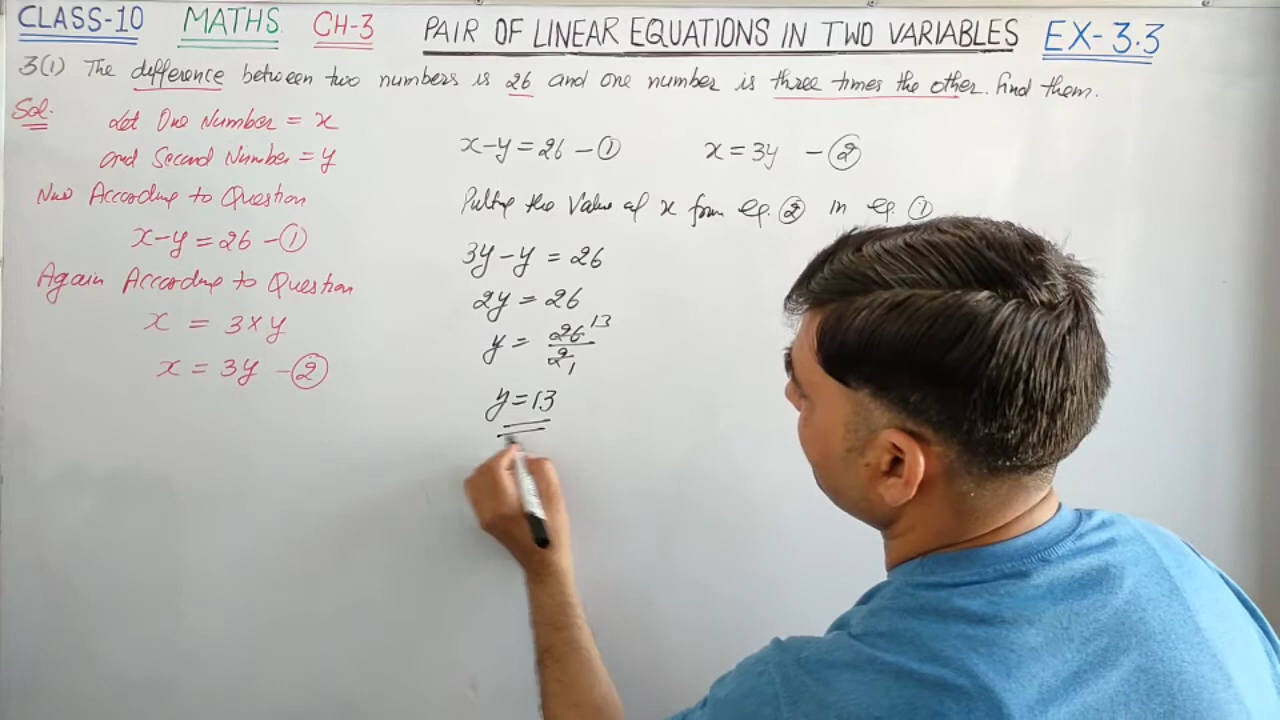 CLASS-10 MATHS CH-3 PAIR OF LINEAR EQUATIONS IN TWO VARIABLES EX-3.3
3(1) The difference between two numbers is 26 and one number is three times the other. Find them.
Sol.
Let One Number = x
and Second Number = y
Now According to Question
x-y = 26 -①
Again According to Question
x = 3×y
x = 3y -②
x-y = 26 -① x = 3y -②
Putting the Value of x from eq. ② in eq. ①
3y-y = 26
2y = 26
y = 26/2 13 1
y = 13